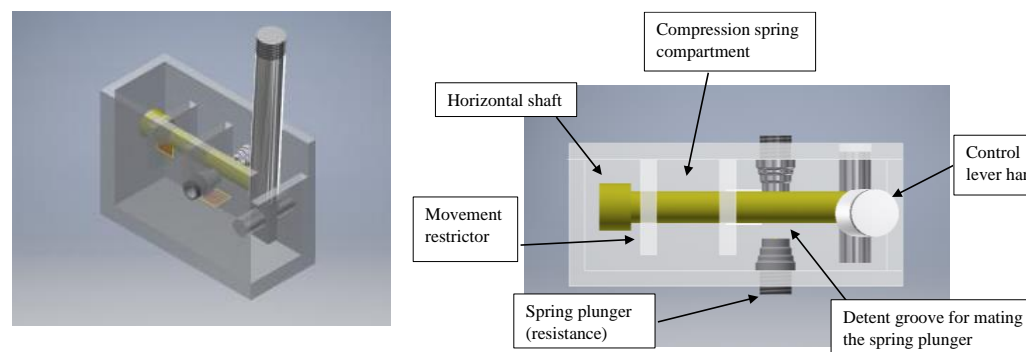 Compression spring
compartment
Horizontal shaft
Control
lever
Movement
restrictor
Spring plunger
(resistance)
Detent groove for mating
the spring plunger